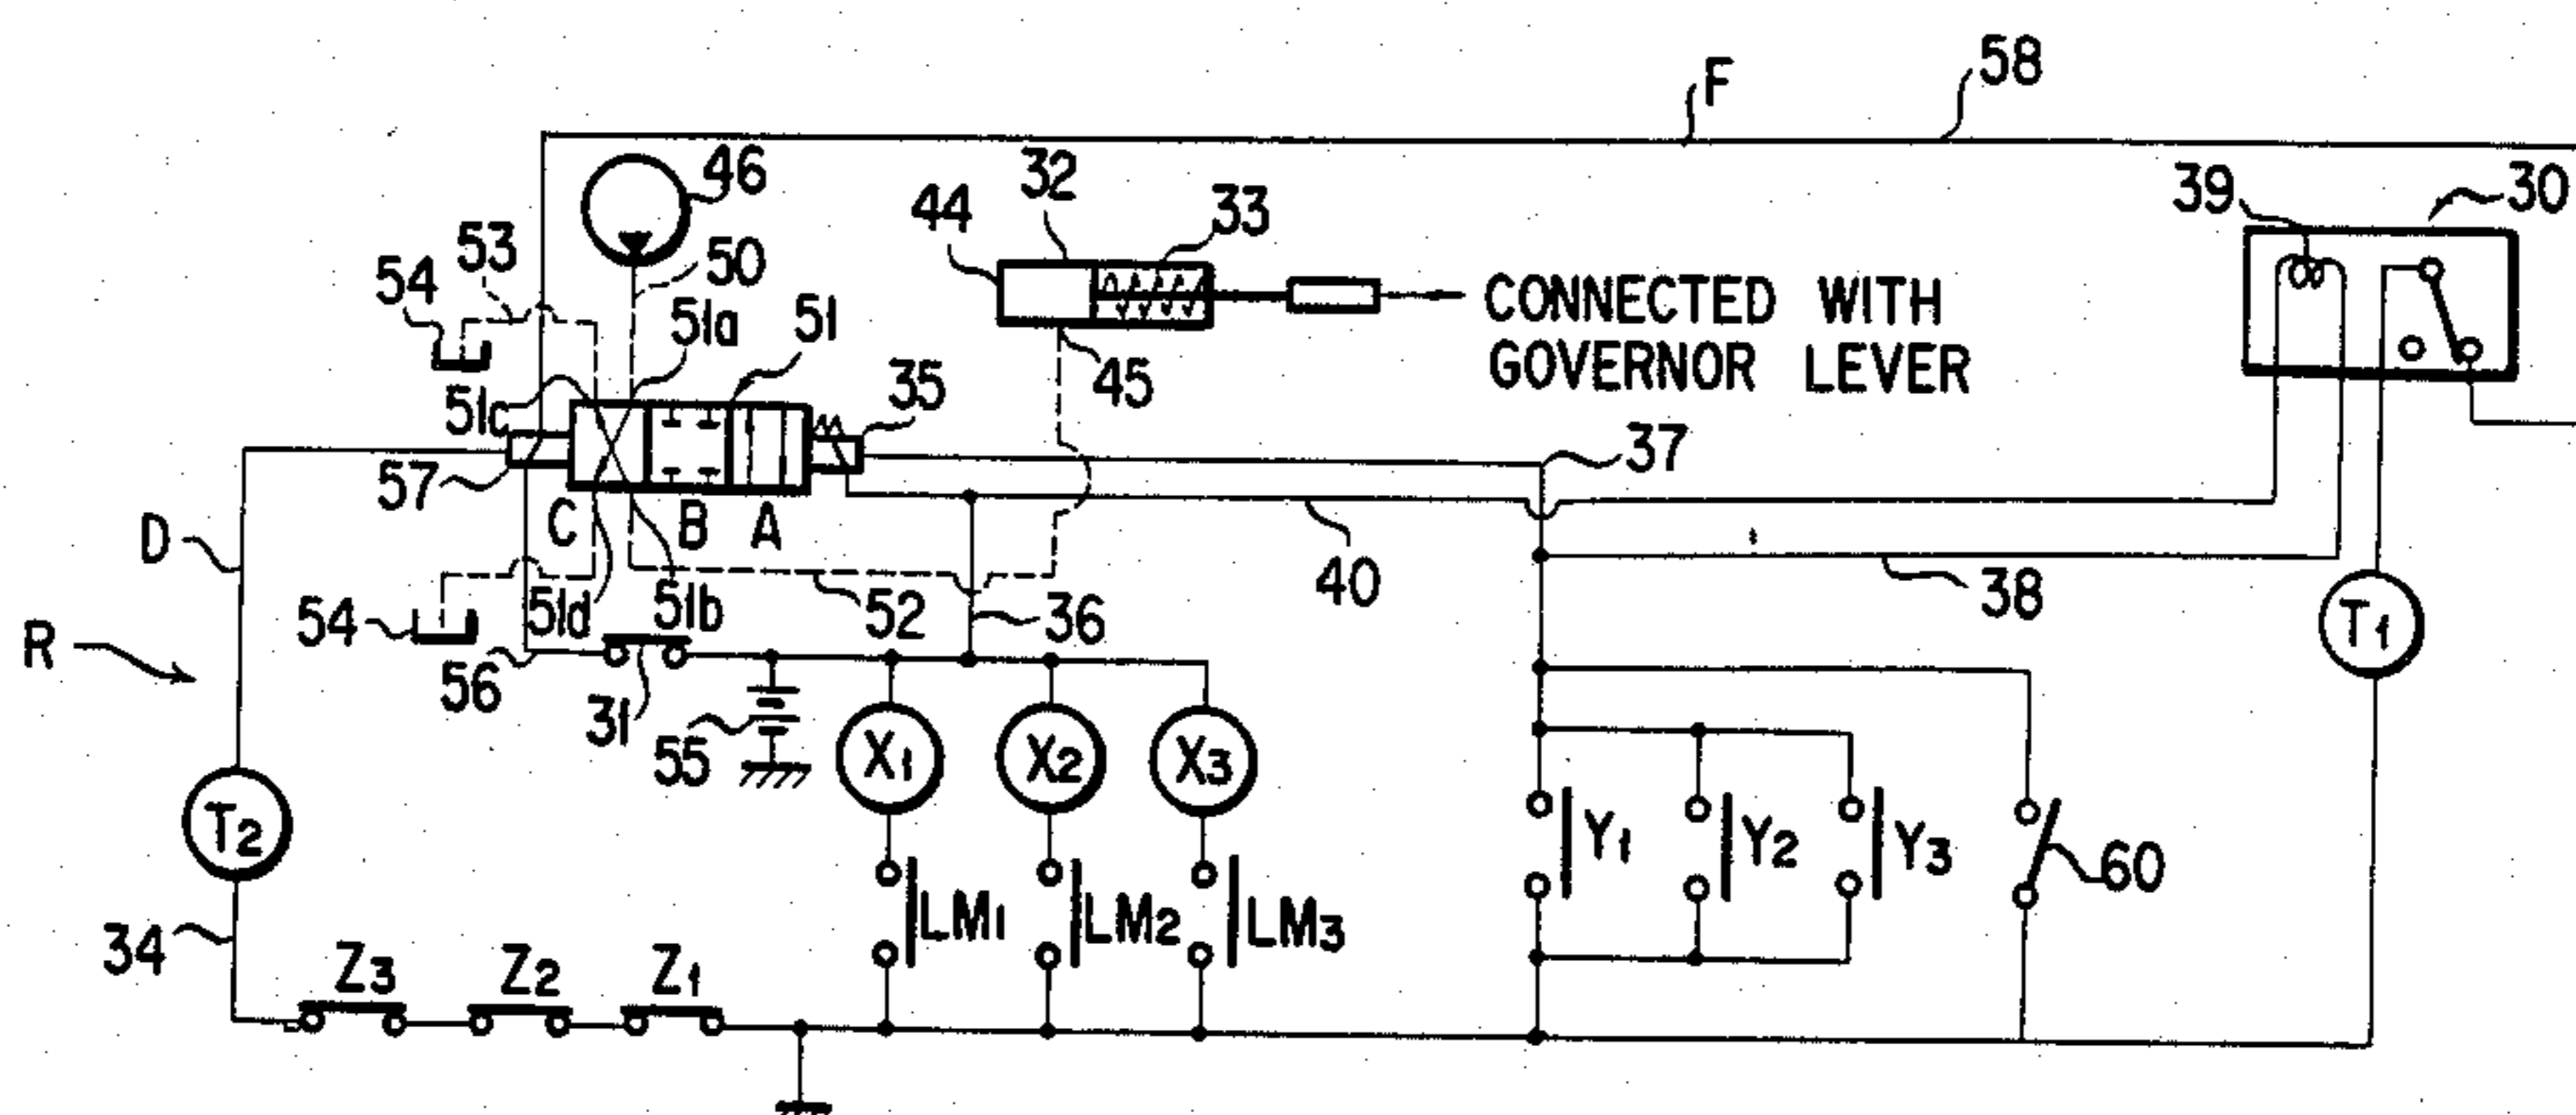 F
58
46
32
33
44
39
30
53
54
50
51a
51
CONNECTED WITH
GOVERNOR LEVER
45
35
51c
57
37
C
B
A
D
40
38
51d
51b
52
36
54
R
56
31
55
X1
X2
X3
T1
T2
Y1
Y2
Y3
60
LM1
LM2
LM3
34
Z3
Z2
Z1